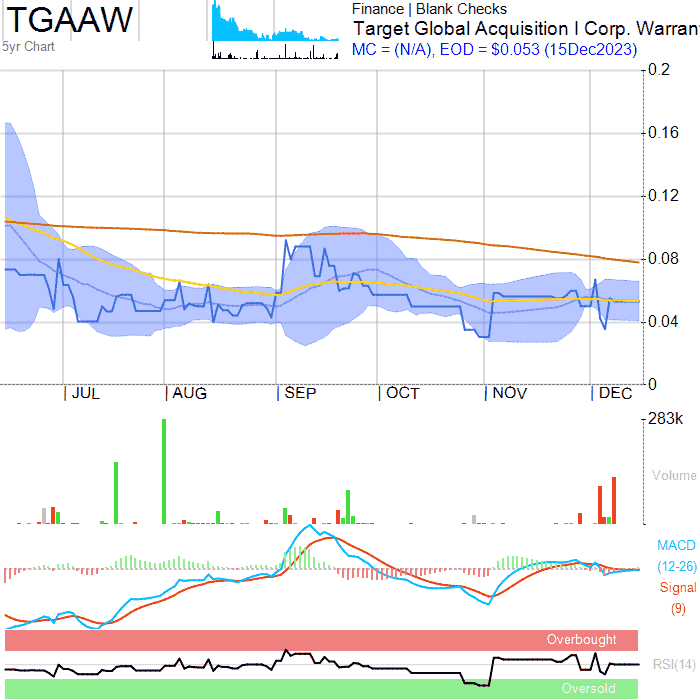 TGAAW
5yr Chart
Finance | Blank Checks
Target Global Acquisition I Corp. Warran
MC = (N/A), EOD = $0.053 (15Dec2023)
0.2
0.16
0.12
0.08
0.04
0
JUL
AUG
SEP
OCT
NOV
DEC
283k
Volume
MACD
(12-26)
Signal
(9)
Overbought
RSI(14)
Oversold